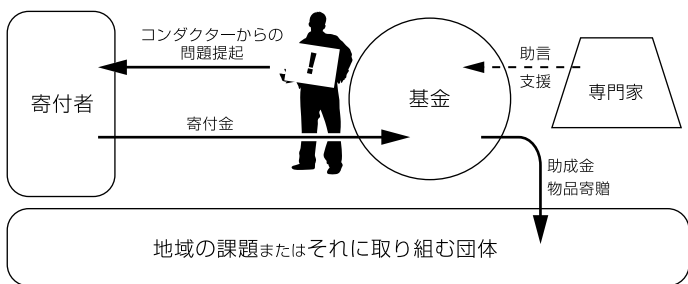 コンダクターからの
問題提起
!
寄付者
寄付金
基金
助言
支援
専門家
助成金
物品寄贈
地域の課題またはそれに取り組む団体